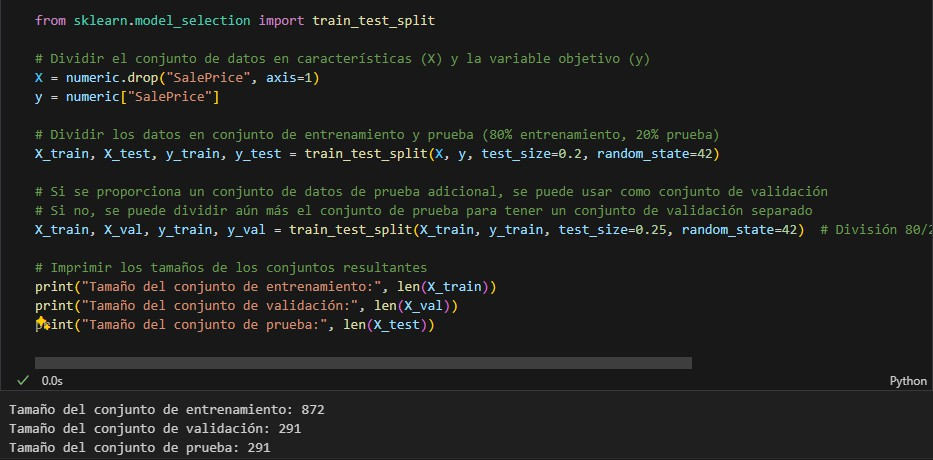 from sklearn.model_selection import train_test_split
# Dividir el conjunto de datos en características (X) y la variable objetivo (y)
X = numeric.drop("SalePrice", axis=1)
y = numeric["SalePrice"]
# Dividir los datos en conjunto de entrenamiento y prueba (80% entrenamiento, 20% prueba)
X_train, X_test, y_train, y_test = train_test_split(X, y, test_size=0.2, random_state=42)
# Si se proporciona un conjunto de datos de prueba adicional, se puede usar como conjunto de validación
# Si no, se puede dividir aún más el conjunto de prueba para tener un conjunto de validación separado
X_train, X_val, y_train, y_val = train_test_split(X_train, y_train, test_size=0.25, random_state=42)  # División 80/2
# Imprimir los tamaños de los conjuntos resultantes
print("Tamaño del conjunto de entrenamiento:", len(X_train))
print("Tamaño del conjunto de validación:", len(X_val))
print("Tamaño del conjunto de prueba:", len(X_test))
0.0s
Python
Tamaño del conjunto de entrenamiento: 872
Tamaño del conjunto de validación: 291
Tamaño del conjunto de prueba: 291